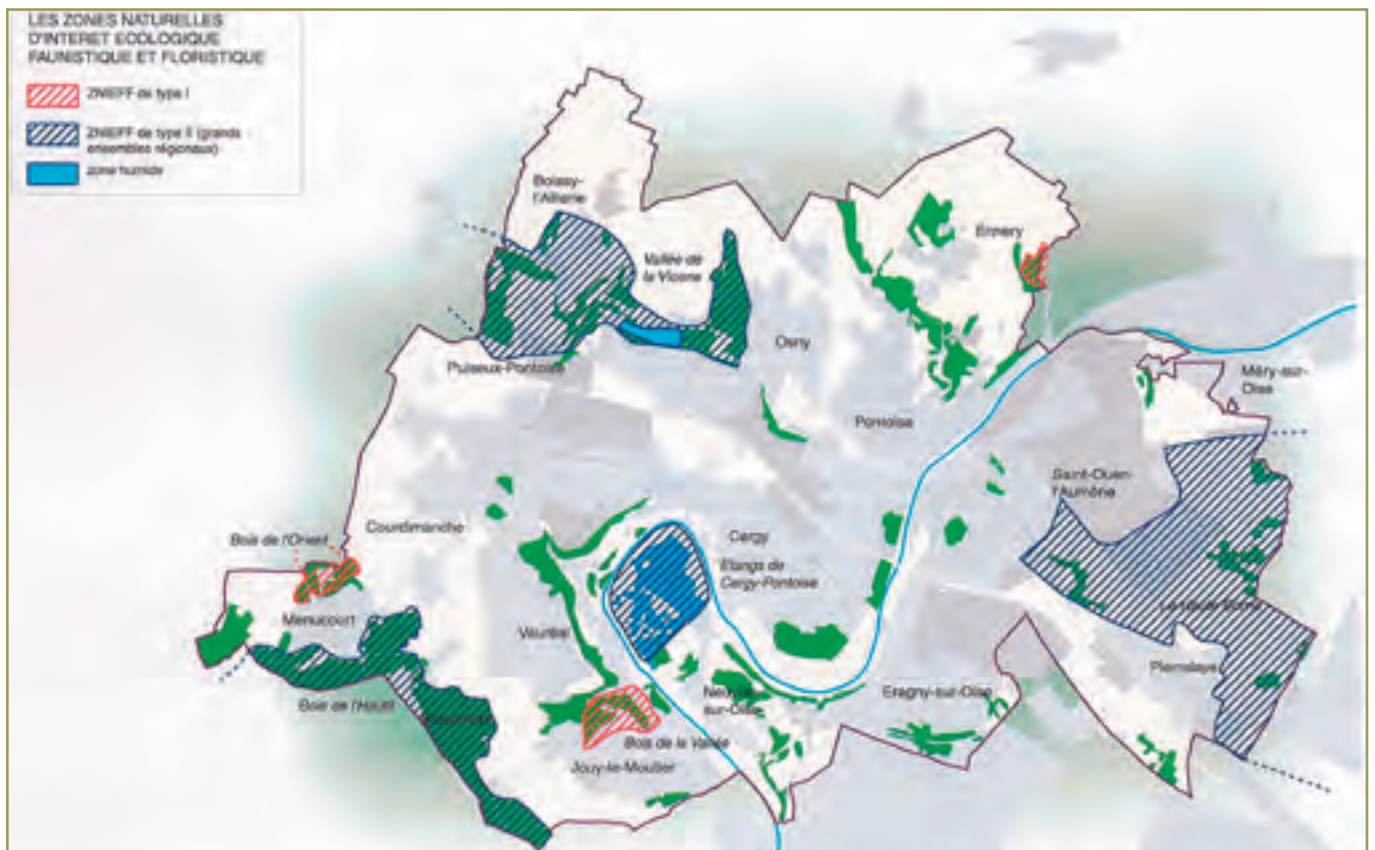 LES ZONES NATURELLES
D'INTERET ECOLOGIQUE
FAUNISTIQUE ET FLORISTIQUE
ZNIEFF de type I
ZNIEFF de type II (grands
ensembles régionaux)
zone humide
Boissy-
l'Aillerie
Ennery
Vallée de
la Viosne
Osny
Puiseux-Pontoise
Méry-sur-
Oise
Pontoise
Saint-Ouen-
l'Aumône
Courdimanche
Bois de l'Orient
Cergy
Etangs de
Cergy-Pontoise
Menucourt
Vauréal
Pierrelaye
Neuville-
sur-Oise
Eragny-sur-Oise
Bois de l'Hautil
Bois de la Vallée
Jouy-le-Moutier